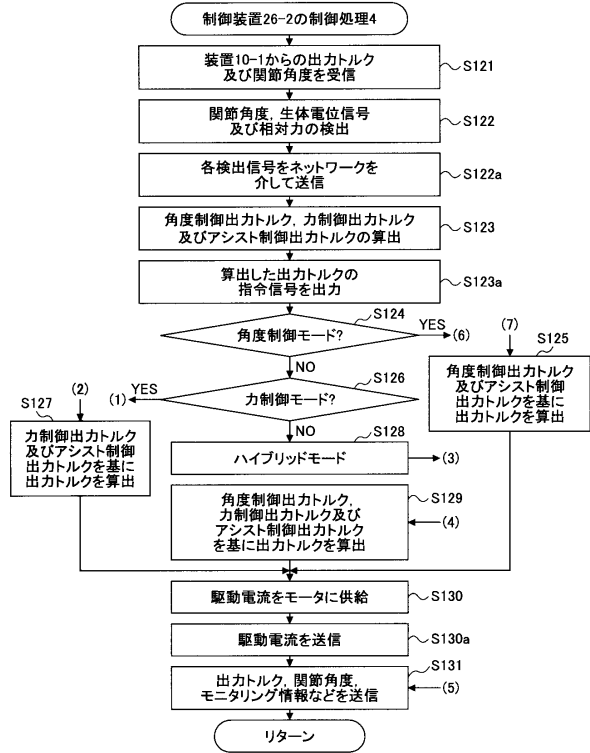 制御装置26-2の制御処理4
装置10-1からの出力トルク
及び関節角度を受信
S121
関節角度，生体電位信号
及び相対力の検出
S122
各検出信号をネットワークを
介して送信
S122a
角度制御出力トルク，力制御出力トルク
及びアシスト制御出力トルクの算出
S123
算出した出力トルクの
指令信号を出力
S123a
S124
角度制御モード?
YES
(6)
(7)
S125
角度制御出力トルク
及びアシスト制御
出力トルクを基に
出力トルクを算出
NO
S126
力制御モード?
YES
(1)
(2)
S127
力制御出力トルク
及びアシスト制御
出力トルクを基に
出力トルクを算出
NO
S128
ハイブリッドモード
(3)
S129
角度制御出力トルク，
力制御出力トルク及び
アシスト制御出力トルク
を基に出力トルクを算出
(4)
駆動電流をモータに供給
S130
駆動電流を送信
S130a
S131
出力トルク，関節角度，
モニタリング情報などを送信
(5)
リターン